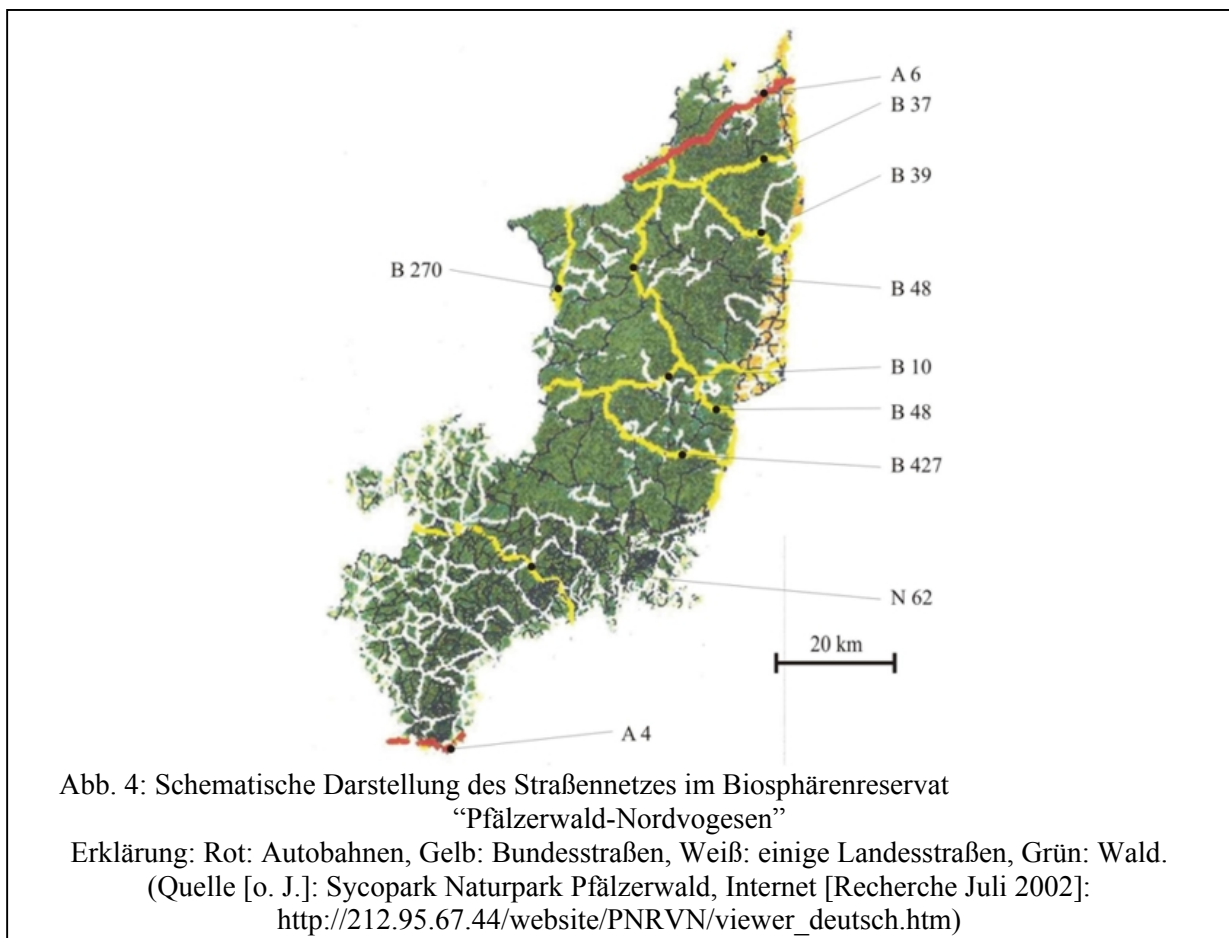 A 6
B 37
B 39
B 270
B 48
B 10
B 48
B 427
N 62
20 km
A 4
Abb. 4: Schematische Darstellung des Straßennetzes im Biosphärenreservat
“Pfälzerwald-Nordvogesen”
Erklärung: Rot: Autobahnen, Gelb: Bundesstraßen, Weiß: einige Landesstraßen, Grün: Wald.
(Quelle [o. J.]: Sycopark Naturpark Pfälzerwald, Internet [Recherche Juli 2002]:
http://212.95.67.44/website/PNRVN/viewer_deutsch.htm)